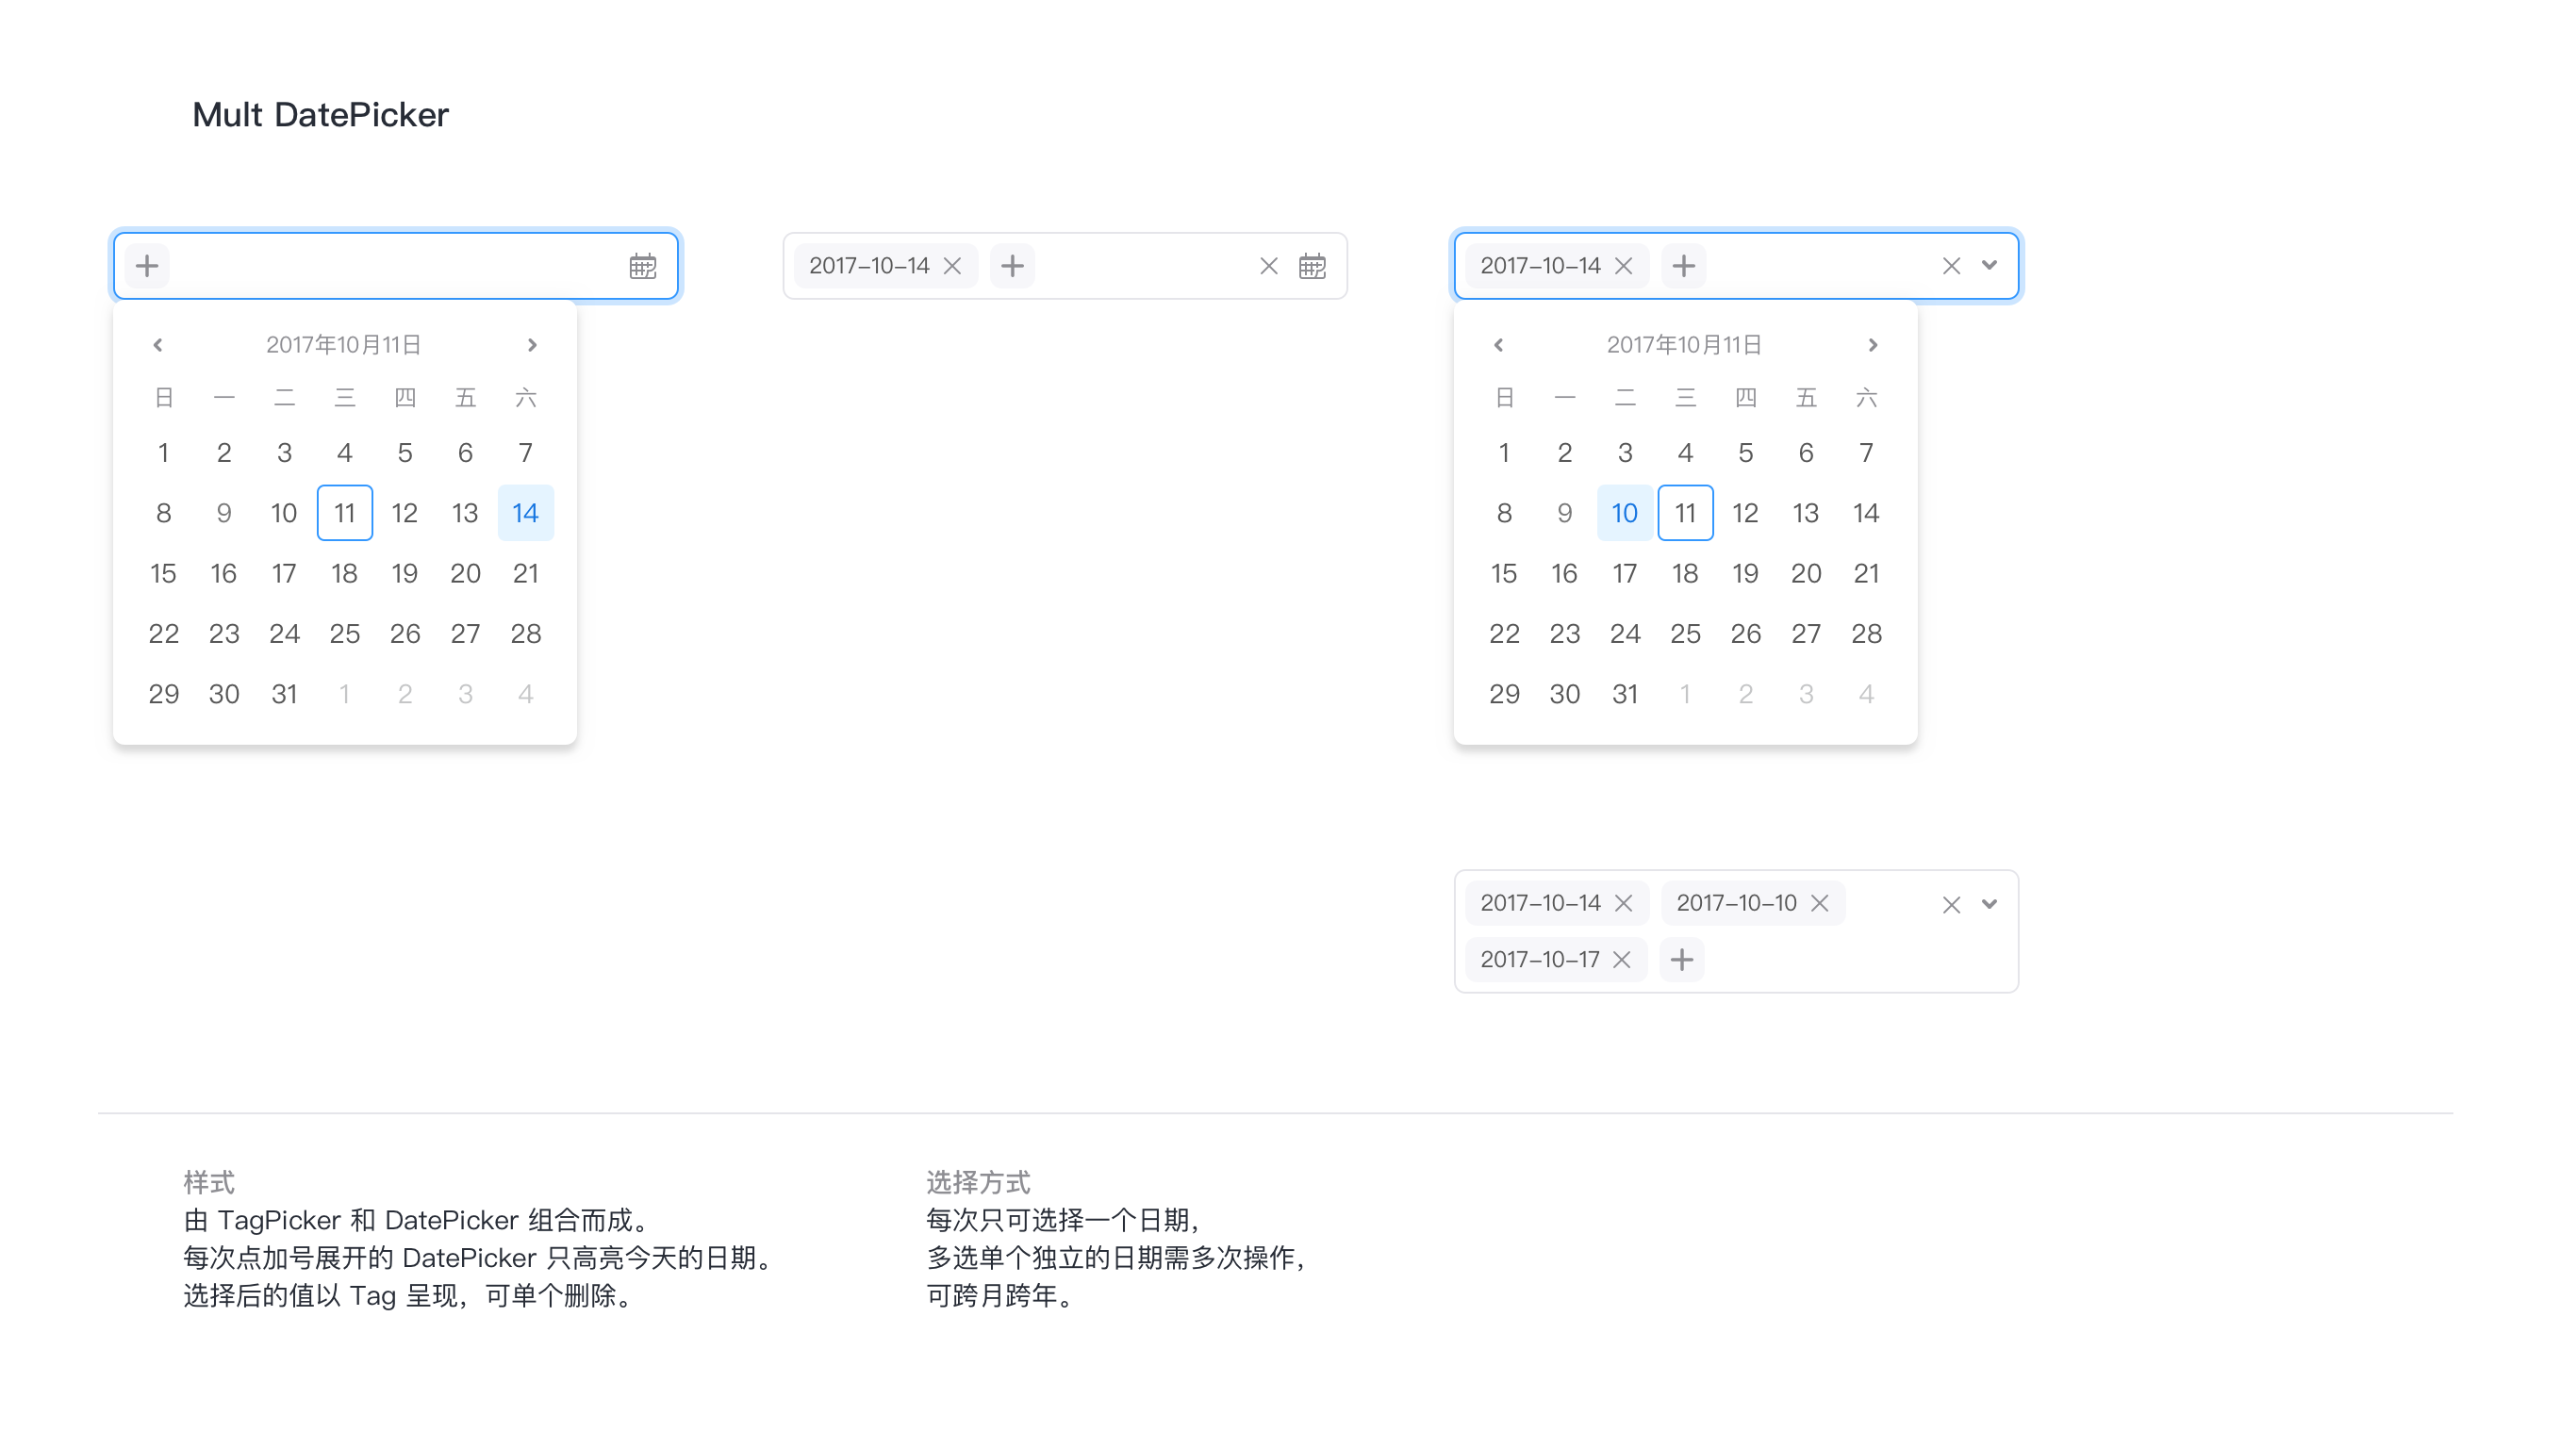 Mult DatePicker
2017-10-14
2017-10-14
2017年10月11日
日 一 二 三 四 五 六
1 2 3 4 5 6 7
8 9 10 11 12 13 14
15 16 17 18 19 20 21
22 23 24 25 26 27 28
29 30 31 1 2 3 4
2017年10月11日
日 一 二 三 四 五 六
1 2 3 4 5 6 7
8 9 10 11 12 13 14
15 16 17 18 19 20 21
22 23 24 25 26 27 28
29 30 31 1 2 3 4
2017-10-14 2017-10-10
2017-10-17
样式
由 TagPicker 和 DatePicker 组合而成。
每次点加号展开的 DatePicker 只高亮今天的日期。
选择后的值以 Tag 呈现，可单个删除。
选择方式
每次只可选择一个日期，
多选单个独立的日期需多次操作，
可跨月跨年。